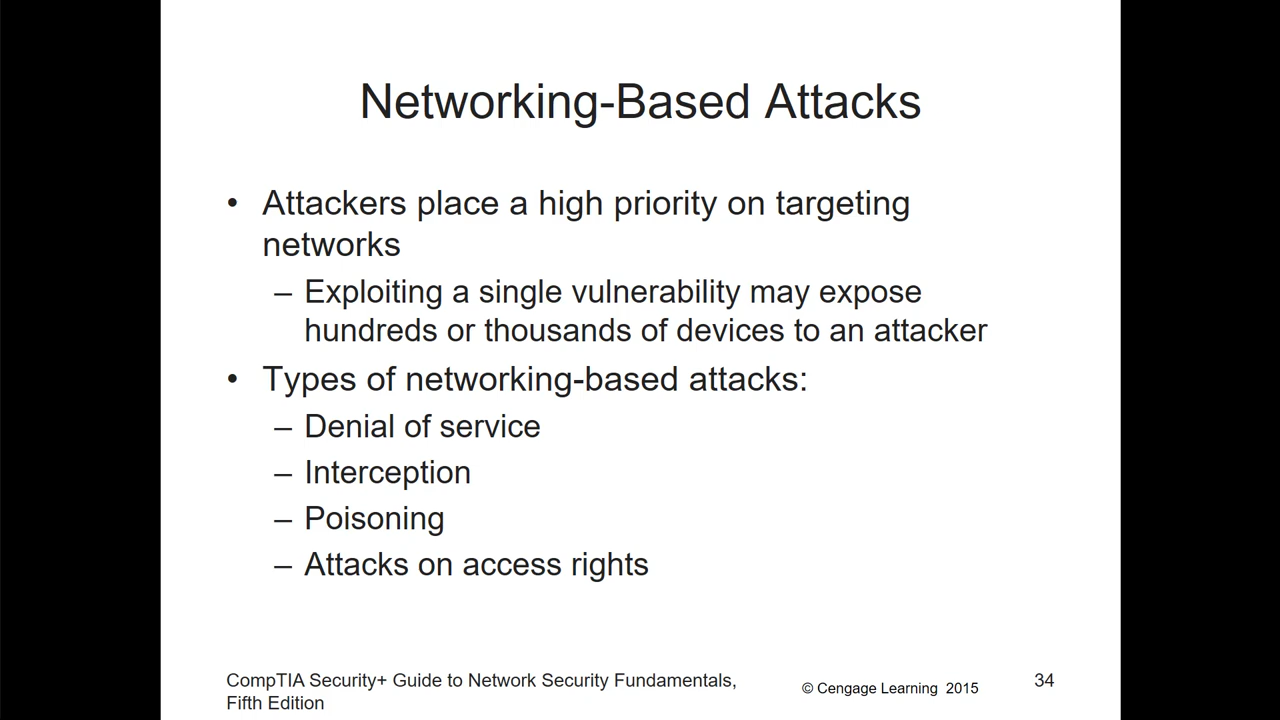 Networking-Based Attacks
• Attackers place a high priority on targeting
networks
– Exploiting a single vulnerability may expose
hundreds or thousands of devices to an attacker
• Types of networking-based attacks:
– Denial of service
– Interception
– Poisoning
– Attacks on access rights
CompTIA Security+ Guide to Network Security Fundamentals,
Fifth Edition
© Cengage Learning 2015
34